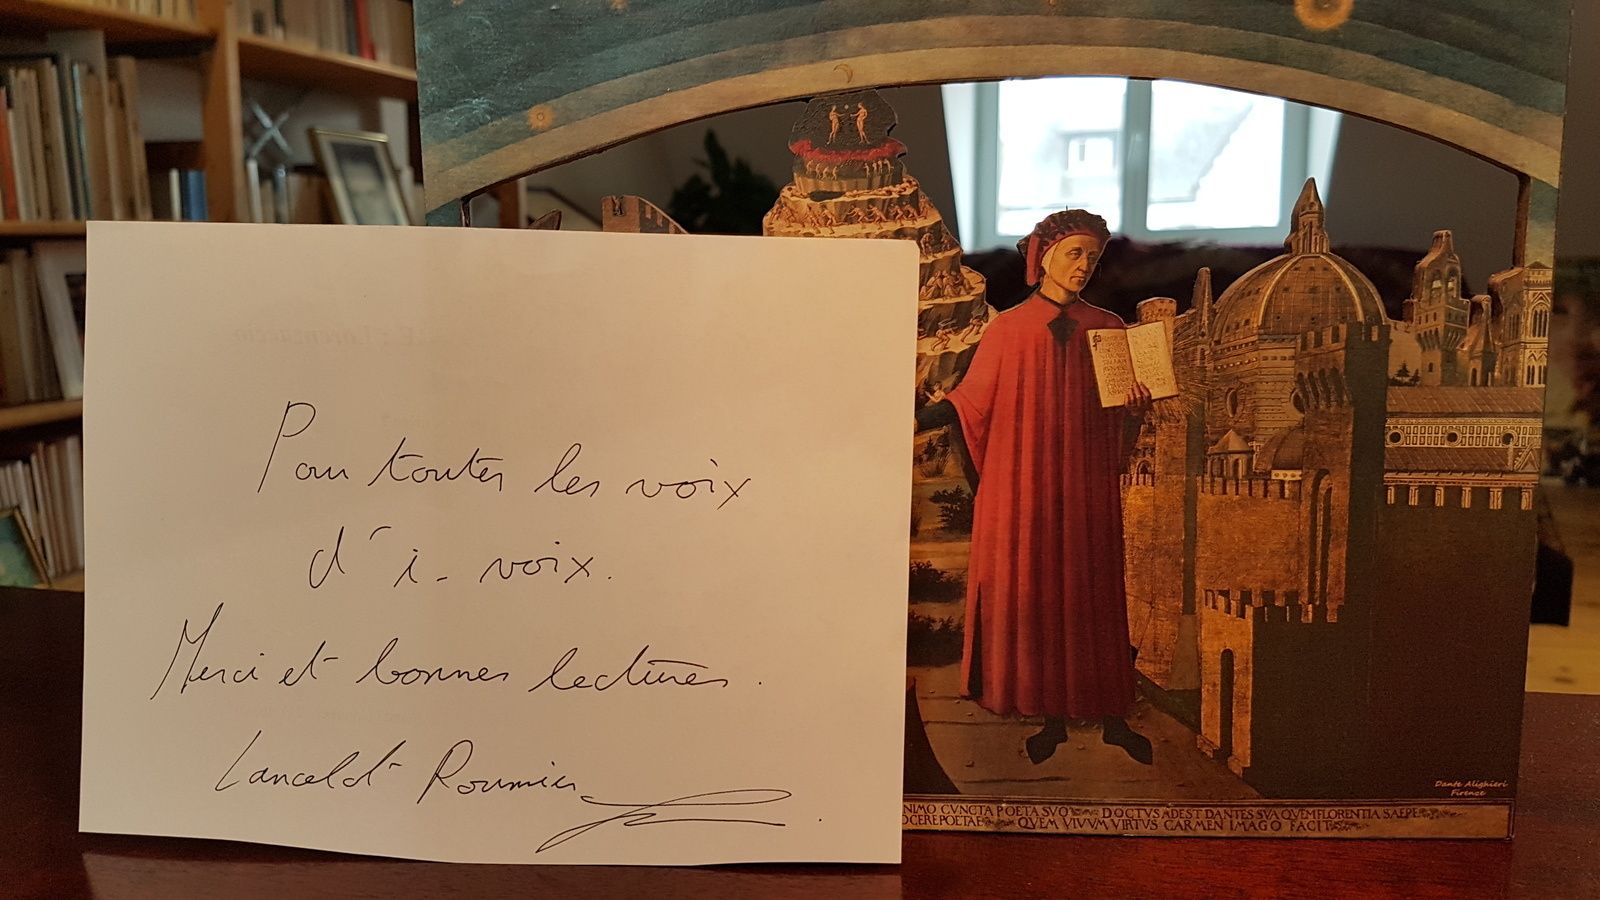 Pour toutes les voix
d'i-voix.
Merci et bonnes lectures.
Lancelot Roumier
Dante Alighieri
Firenze
NIMO CVNCTA POETA SVO DOCTVS ADEST DANTES SVA QVEM FLORENTIA SAEPE
OCERE POETAE QVEM VIVVM VIRTVS CARMEN IMAGO FACIT